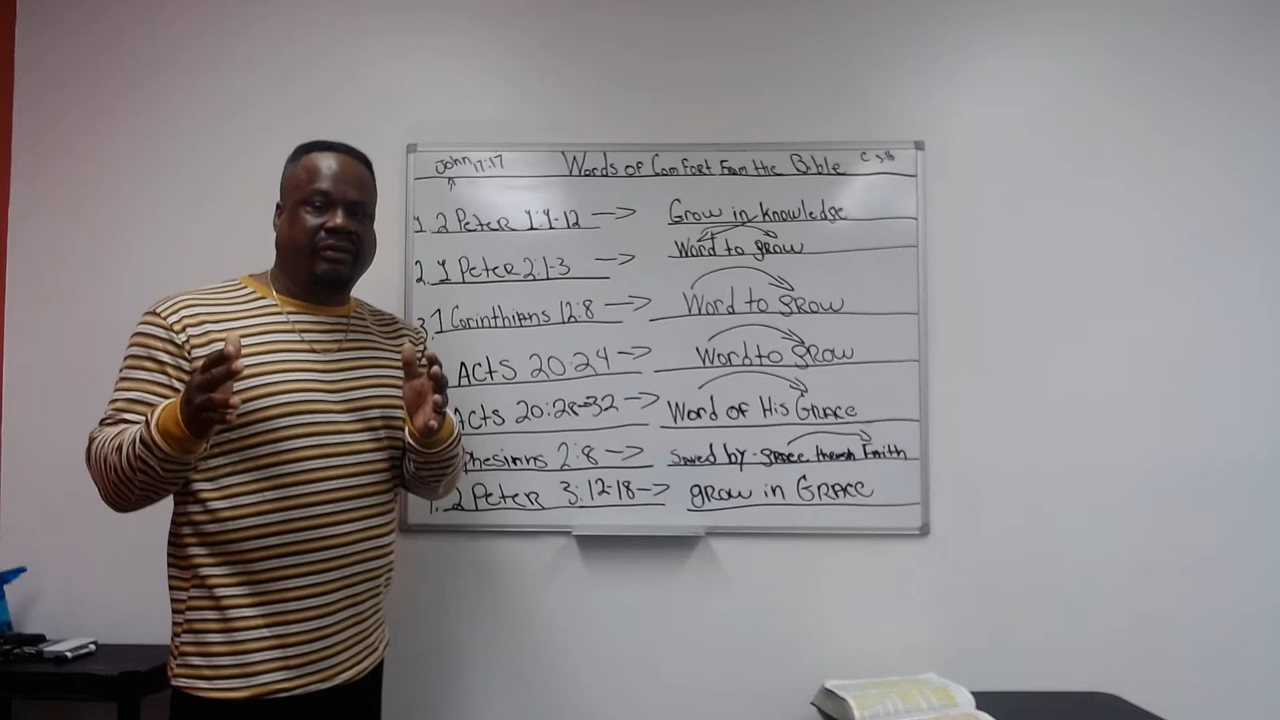 John 17:17 Words of Comfort From the Bible
1. 2 Peter 1:1-12 → Grow in knowledge
2. 1 Peter 2:1-3 → Word to grow
3. 1 Corinthians 12:8 → Word to gRow
Acts 20:24 → Word to gRow
Acts 20:28-32 → Word of His Grace
phesians 2:8 → Saved by grace through Faith
2 Peter 3:12-18 → gRow in GRACE